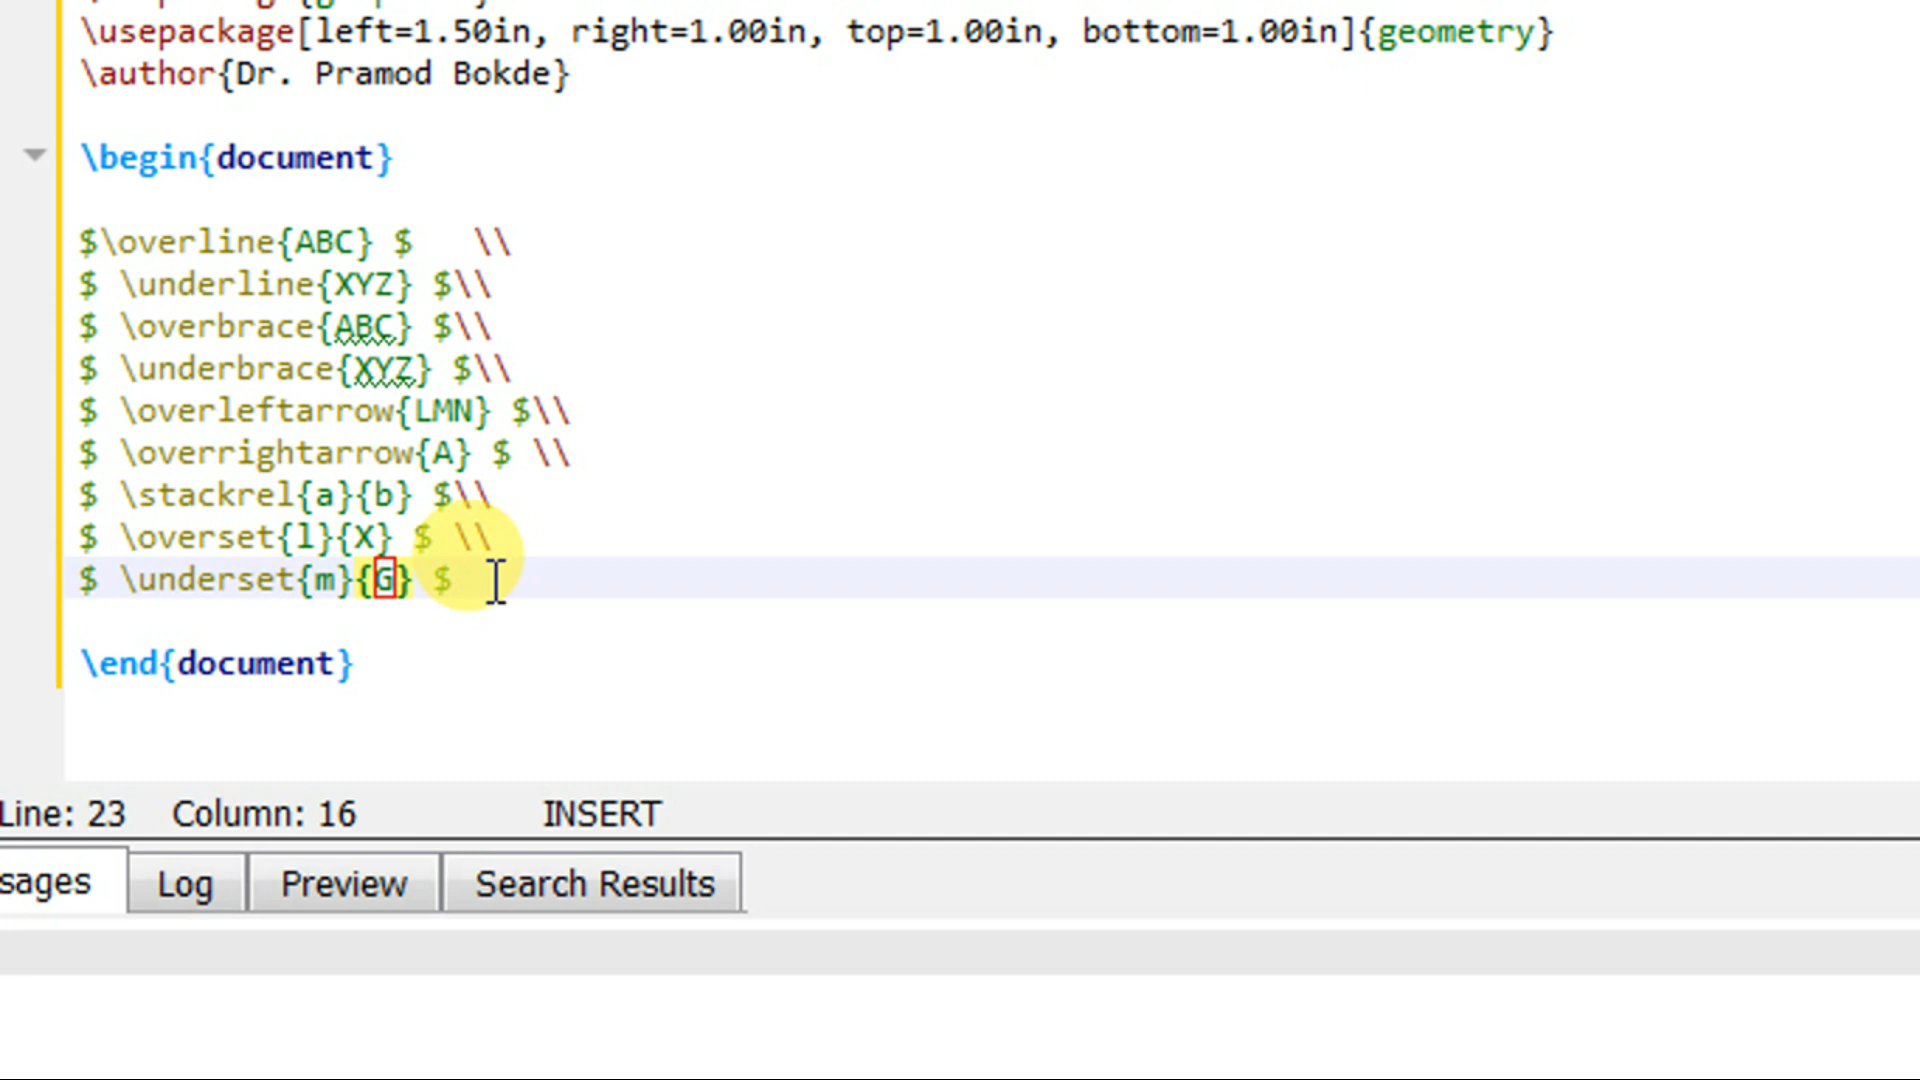 \usepackage[left=1.50in, right=1.00in, top=1.00in, bottom=1.00in]{geometry}
\author{Dr. Pramod Bokde}
\begin{document}
$\overline{ABC} $   \\
$ \underline{XYZ} $\\
$ \overbrace{ABC} $\\
$ \underbrace{XYZ} $\\
$ \overleftarrow{LMN} $\\
$ \overrightarrow{A} $ \\
$ \stackrel{a}{b} $\\
$ \overset{l}{X} $ \\
$ \underset{m}{G} $
\end{document}
Line: 23 Column: 16 INSERT
sages Log Preview Search Results